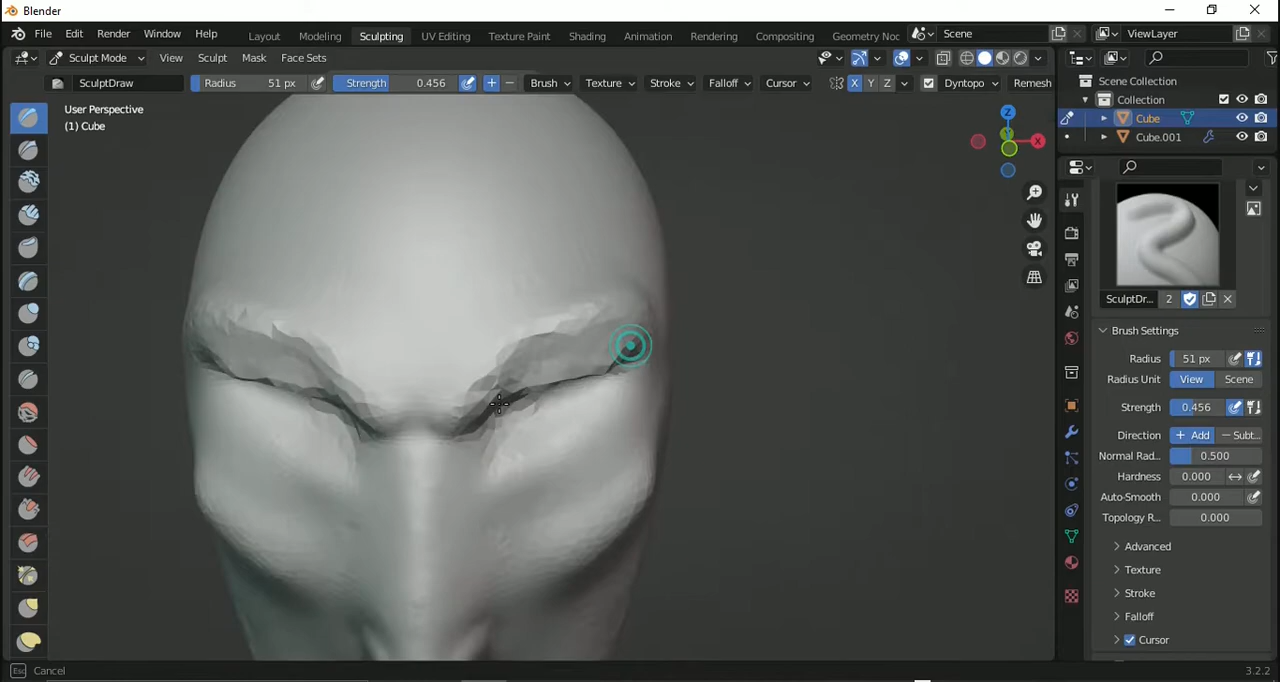 Blender
File Edit Render Window Help
Layout Modeling Sculpting UV Editing Texture Paint Shading Animation Rendering Compositing Geometry Noc
Scene
ViewLayer
Sculpt Mode View Sculpt Mask Face Sets
SculptDraw Radius 51 px Strength 0.456 + − Brush Texture Stroke Falloff Cursor X Y Z Dyntopo Remesh
User Perspective
(1) Cube
Z
X
Scene Collection
Collection
Cube
Cube.001
SculptDr... 2
Brush Settings
Radius 51 px
Radius Unit View Scene
Strength 0.456
Direction + Add − Subt...
Normal Rad... 0.500
Hardness 0.000
Auto-Smooth 0.000
Topology R... 0.000
Advanced
Texture
Stroke
Falloff
Cursor
Esc Cancel
3.2.2